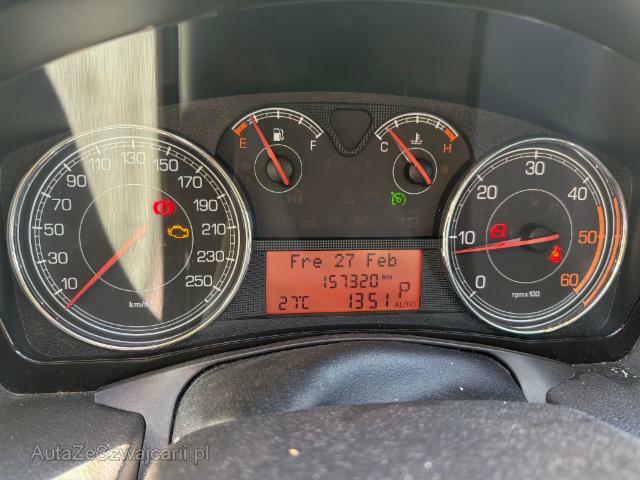 E F
C H
10 30 50 70 90 110 130 150 170 190 210 230 250
km/h
Fre 27 Feb
157320 km
27°C 1351 P
AUTO
0 10 20 30 40 50 60
rpmx100
AutaZeSzwajcarii.pl